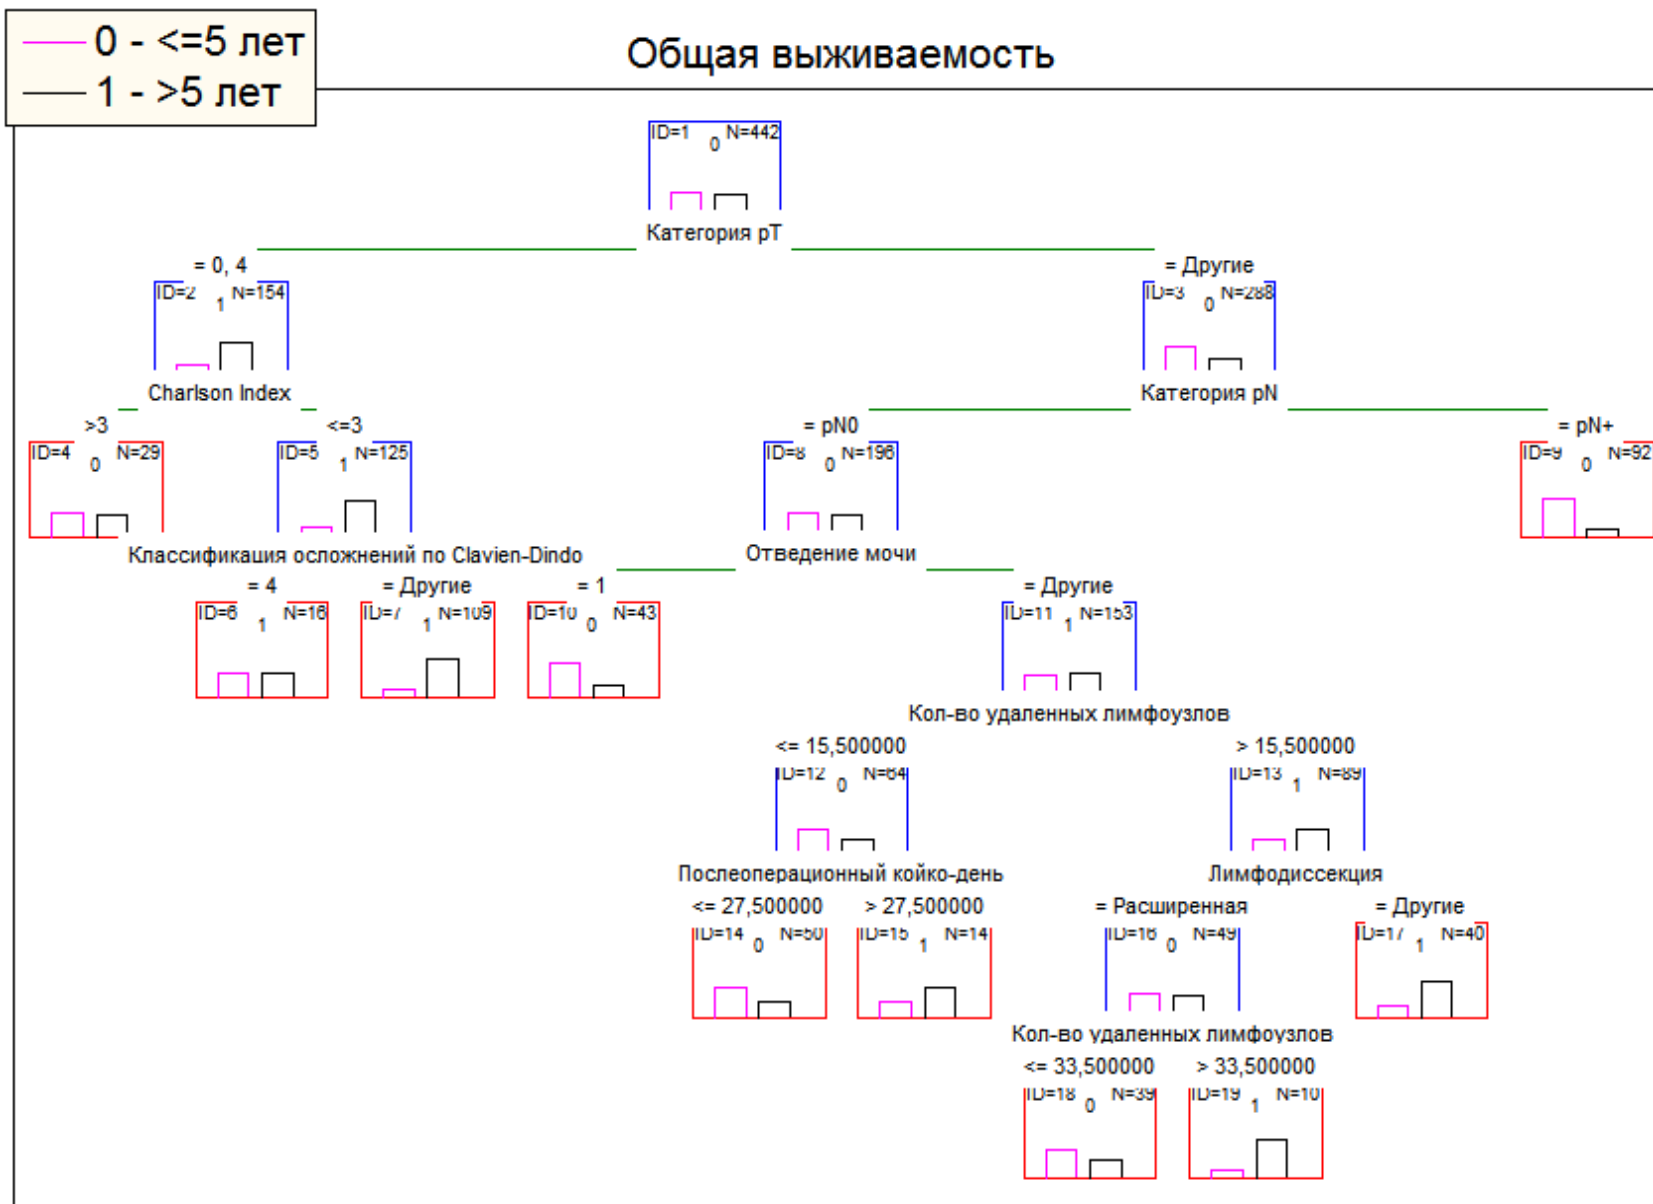 0 - <=5 лет
1 - >5 лет
Общая выживаемость
ID=1 0 N=442
Категория pT
= 0, 4
= Другие
ID=2 1 N=154
ID=3 0 N=288
Charlson Index
Категория pN
>3
<=3
= pN0
= pN+
ID=4 0 N=29
ID=5 1 N=125
ID=8 0 N=196
ID=9 0 N=92
Классификация осложнений по Clavien-Dindo
Отведение мочи
= 4
= Другие
= 1
= Другие
ID=6 1 N=16
ID=7 1 N=109
ID=10 0 N=43
ID=11 1 N=153
Кол-во удаленных лимфоузлов
<= 15,500000
> 15,500000
ID=12 0 N=64
ID=13 1 N=89
Послеоперационный койко-день
Лимфодиссекция
<= 27,500000
> 27,500000
= Расширенная
= Другие
ID=14 0 N=50
ID=15 1 N=14
ID=16 0 N=49
ID=17 1 N=40
Кол-во удаленных лимфоузлов
<= 33,500000
> 33,500000
ID=18 0 N=39
ID=19 1 N=10